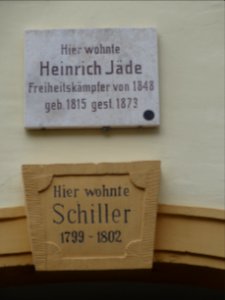 Hier wohnte
Heinrich Jäde
Freiheitskämpfer von 1848
geb. 1815 gest. 1873
Hier wohnte
Schiller
1799 - 1802